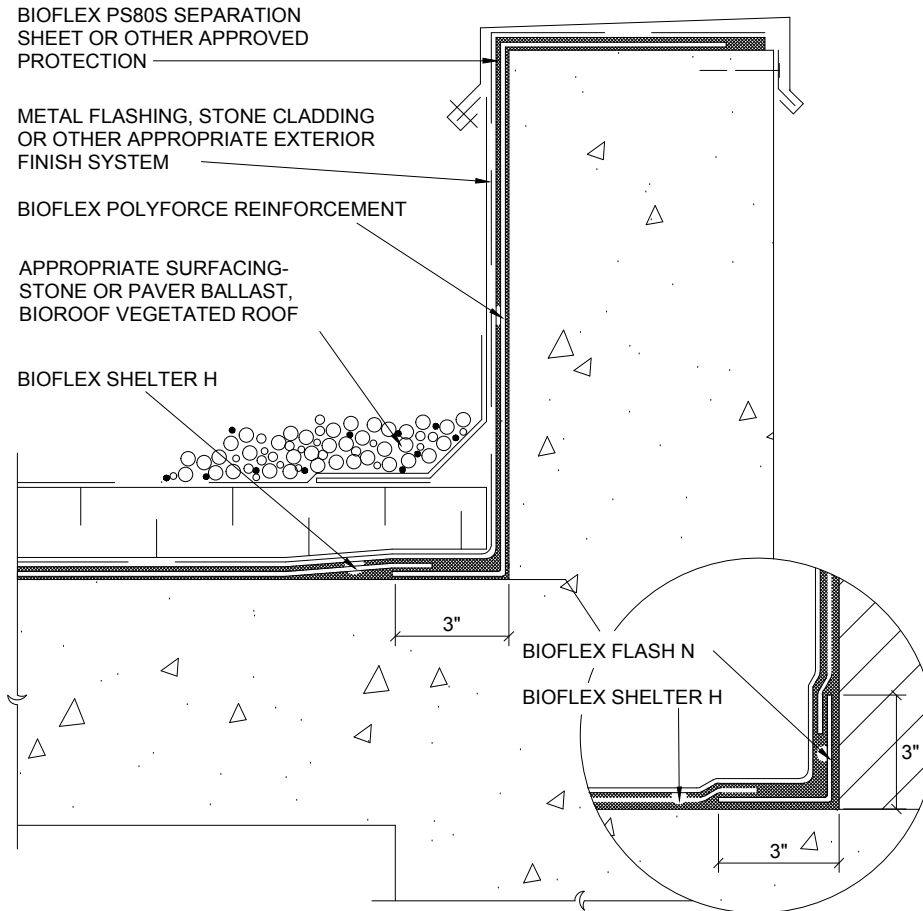 BIOFLEX PS80S SEPARATION
SHEET OR OTHER APPROVED
PROTECTION
METAL FLASHING, STONE CLADDING
OR OTHER APPROPRIATE EXTERIOR
FINISH SYSTEM
BIOFLEX POLYFORCE REINFORCEMENT
APPROPRIATE SURFACING-
STONE OR PAVER BALLAST,
BIOROOF VEGETATED ROOF
BIOFLEX SHELTER H
3"
BIOFLEX FLASH N
BIOFLEX SHELTER H
3"
3"